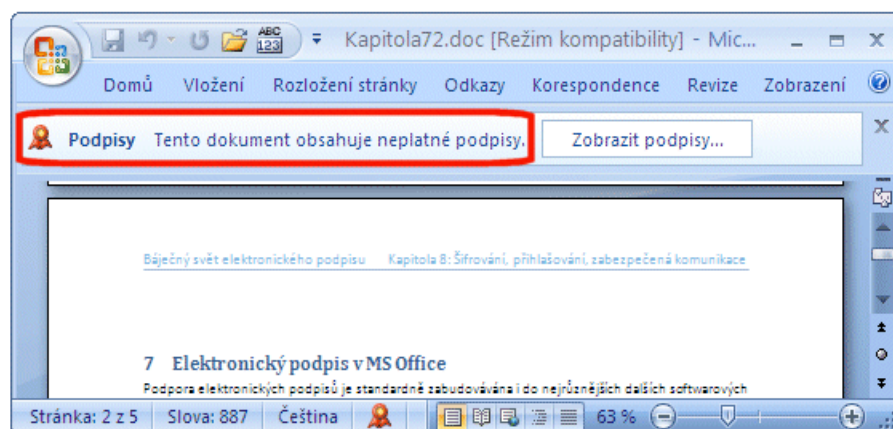 ABC
123
Kapitola72.doc [Režim kompatibility] - Mic...
Domů Vložení Rozložení stránky Odkazy Korespondence Revize Zobrazení
Podpisy Tento dokument obsahuje neplatné podpisy. Zobrazit podpisy...
Báječný svět elektronického podpisu Kapitola 8: Šifrování, přihlašování, zabezpečená komunikace
7 Elektronický podpis v MS Office
Podpora elektronických podpisů je standardně zabudovávána i do nejrůznějších dalších softwarových
Stránka: 2 z 5 Slova: 887 Čeština 63 %